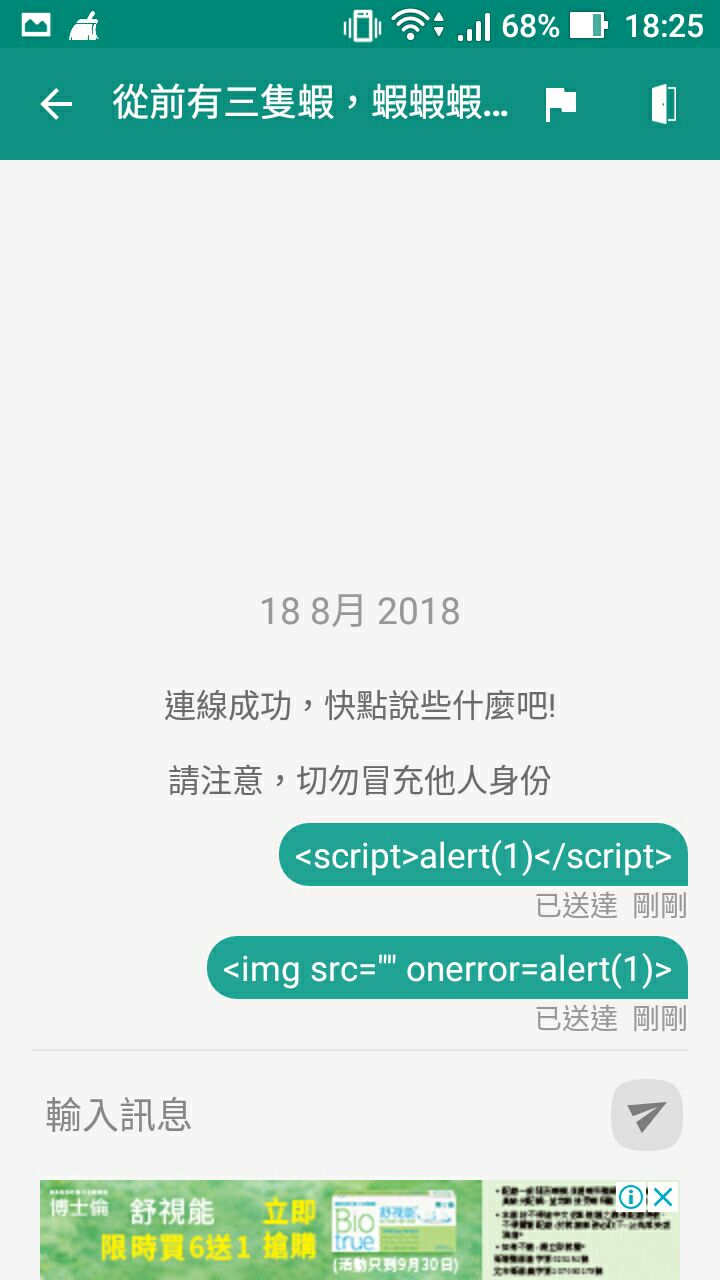 68% 18:25
從前有三隻蝦，蝦蝦蝦...
18 8月 2018
連線成功，快點說些什麼吧!
請注意，切勿冒充他人身份
<script>alert(1)</script>
已送達 剛剛
<img src="" onerror=alert(1)>
已送達 剛剛
輸入訊息
博士倫 舒視能 立即
限時買6送1 搶購
Bio
true
舒視能
(活動只到9月30日)